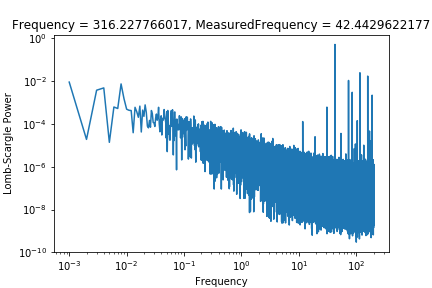 Frequency = 316.227766017, MeasuredFrequency = 42.4429622177
10⁰
10⁻²
10⁻⁴
10⁻⁶
10⁻⁸
10⁻¹⁰
Lomb-Scargle Power
10⁻³ 10⁻² 10⁻¹ 10⁰ 10¹ 10²
Frequency